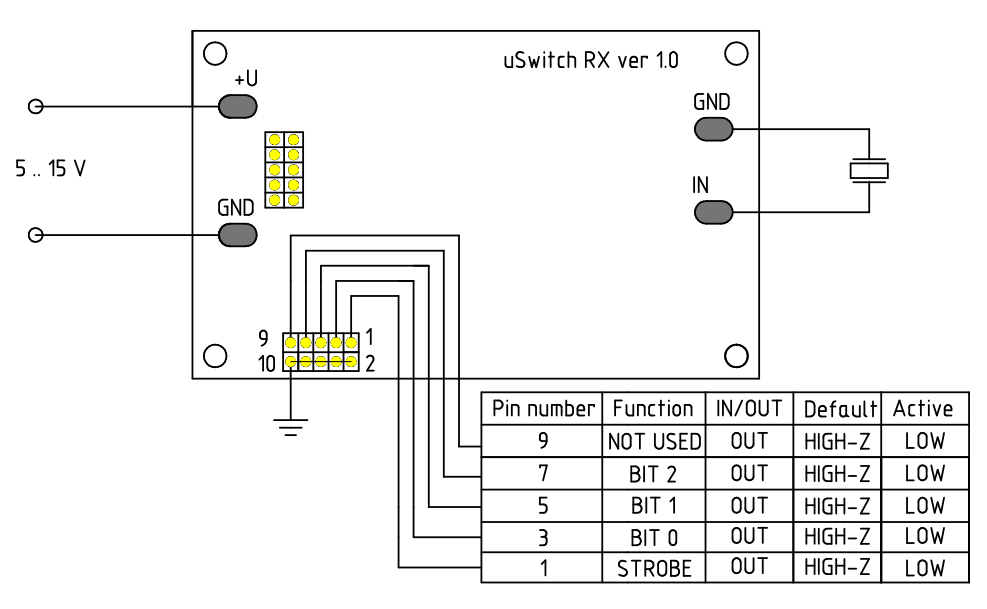 uSwitch RX ver 1.0
+U
GND
5 .. 15 V
IN
GND
9 1
10 2
Pin number Function IN/OUT Default Active
9 NOT USED OUT HIGH-Z LOW
7 BIT 2 OUT HIGH-Z LOW
5 BIT 1 OUT HIGH-Z LOW
3 BIT 0 OUT HIGH-Z LOW
1 STROBE OUT HIGH-Z LOW